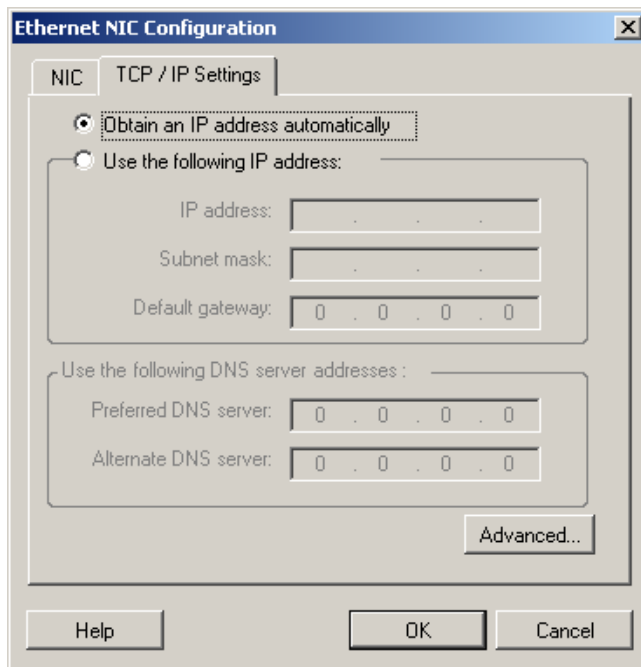 Ethernet NIC Configuration
NIC
TCP / IP Settings
Obtain an IP address automatically
Use the following IP address:
IP address: . . .
Subnet mask: . . .
Default gateway: 0 . 0 . 0 . 0
Use the following DNS server addresses :
Preferred DNS server: 0 . 0 . 0 . 0
Alternate DNS server: 0 . 0 . 0 . 0
Advanced...
Help OK Cancel